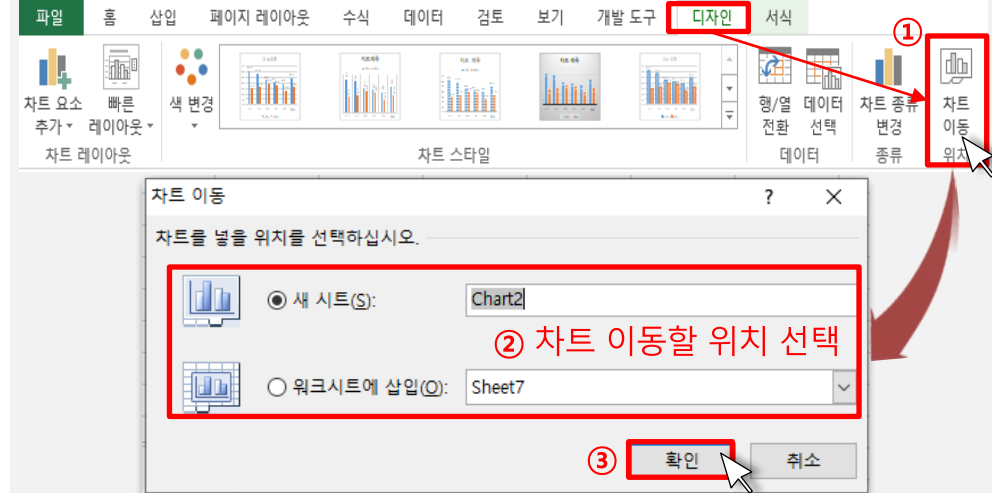 파일 홈 삽입 페이지 레이아웃 수식 데이터 검토 보기 개발 도구 디자인 서식
①
차트 요소 추가
빠른 레이아웃
색 변경
행/열 전환
데이터 선택
차트 종류 변경
차트 이동
차트 레이아웃 차트 스타일 데이터 종류 위치
차트 이동 ?
차트를 넣을 위치를 선택하십시오.
새 시트(S): Chart2
② 차트 이동할 위치 선택
워크시트에 삽입(O): Sheet7
③ 확인 취소